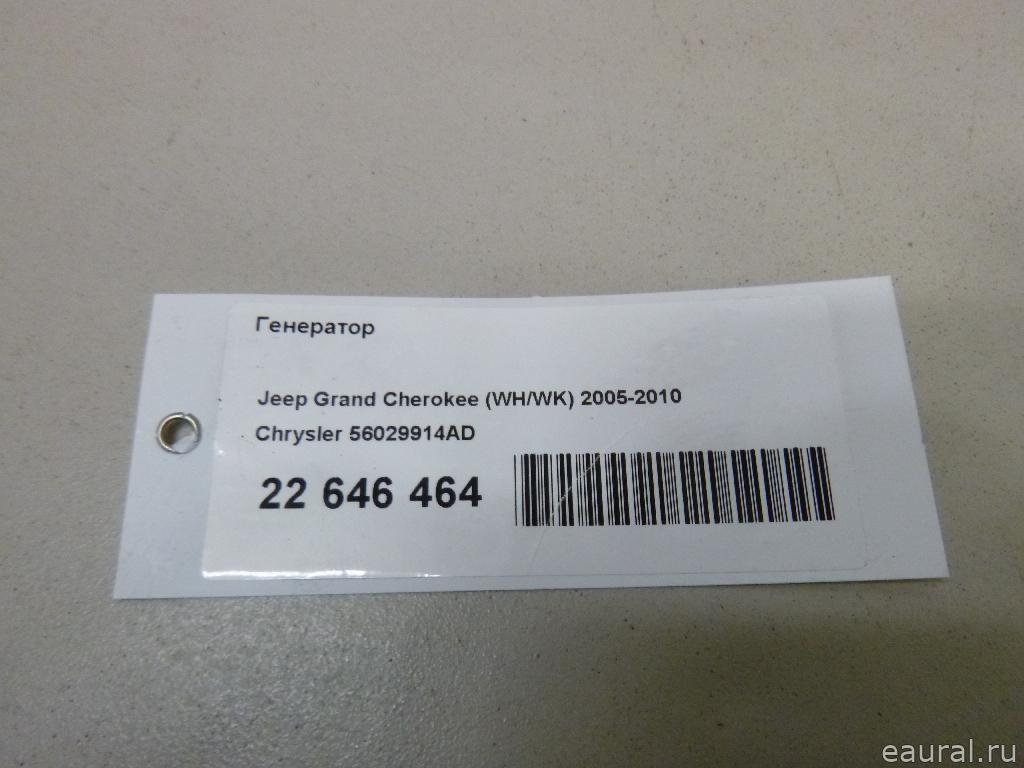 Генератор
Jeep Grand Cherokee (WH/WK) 2005-2010
Chrysler 56029914AD
22 646 464
eaural.ru